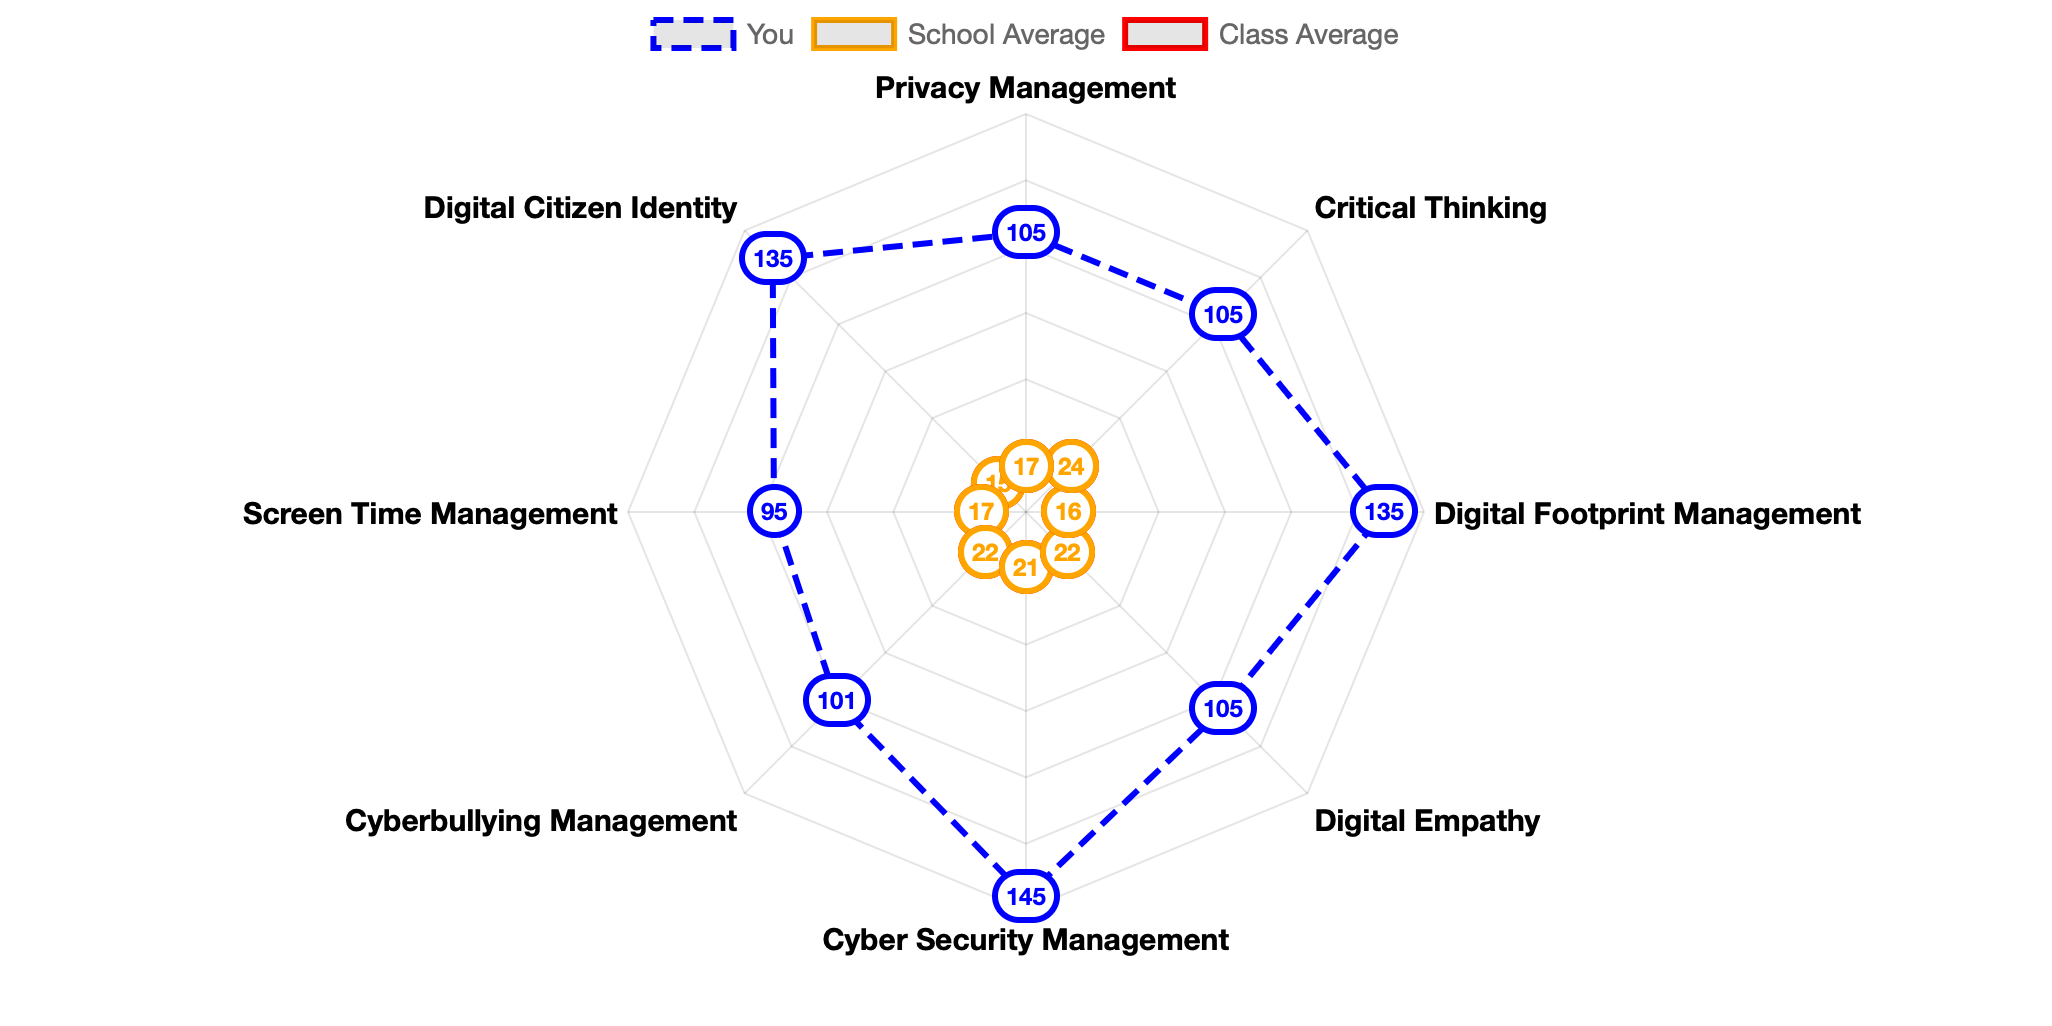 You School Average Class Average
Privacy Management
Digital Citizen Identity Critical Thinking
105
135
105
17 24
15
Screen Time Management 95 17 16 135 Digital Footprint Management
22 22
21
101 105
Cyberbullying Management Digital Empathy
145
Cyber Security Management